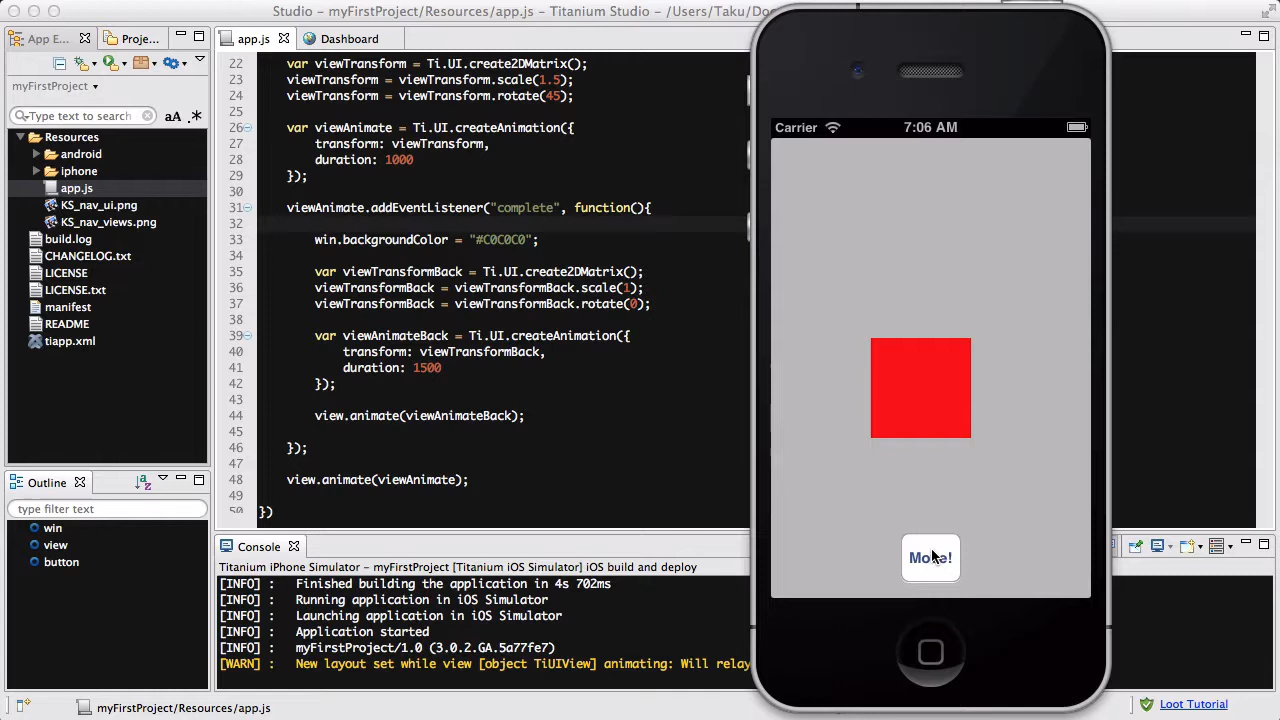 Studio - myFirstProject/Resources/app.js - Titanium Studio - /Users/Taku/Doc
App E
Proje
app.js
Dashboard
myFirstProject
Type text to search
aA .*
Resources
android
iphone
app.js
KS_nav_ui.png
KS_nav_views.png
build.log
CHANGELOG.txt
LICENSE
LICENSE.txt
manifest
README
tiapp.xml
22 var viewTransform = Ti.UI.create2DMatrix();
23 viewTransform = viewTransform.scale(1.5);
24 viewTransform = viewTransform.rotate(45);
25
26 var viewAnimate = Ti.UI.createAnimation({
27 transform: viewTransform,
28 duration: 1000
29 });
30
31 viewAnimate.addEventListener("complete", function(){
32
33 win.backgroundColor = "#C0C0C0";
34
35 var viewTransformBack = Ti.UI.create2DMatrix();
36 viewTransformBack = viewTransformBack.scale(1);
37 viewTransformBack = viewTransformBack.rotate(0);
38
39 var viewAnimateBack = Ti.UI.createAnimation({
40 transform: viewTransformBack,
41 duration: 1500
42 });
43
44 view.animate(viewAnimateBack);
45
46 });
47
48 view.animate(viewAnimate);
49
50 })
Carrier 7:06 AM
Outline
type filter text
win
view
button
Console
Titanium iPhone Simulator - myFirstProject [Titanium iOS Simulator] iOS build and deploy
[INFO] : Finished building the application in 4s 702ms
[INFO] : Running application in iOS Simulator
[INFO] : Launching application in iOS Simulator
[INFO] : Application started
[INFO] : myFirstProject/1.0 (3.0.2.GA.5a77fe7)
[WARN] : New layout set while view [object TiUIView] animating: Will relay
myFirstProject/Resources/app.js
Loot Tutorial